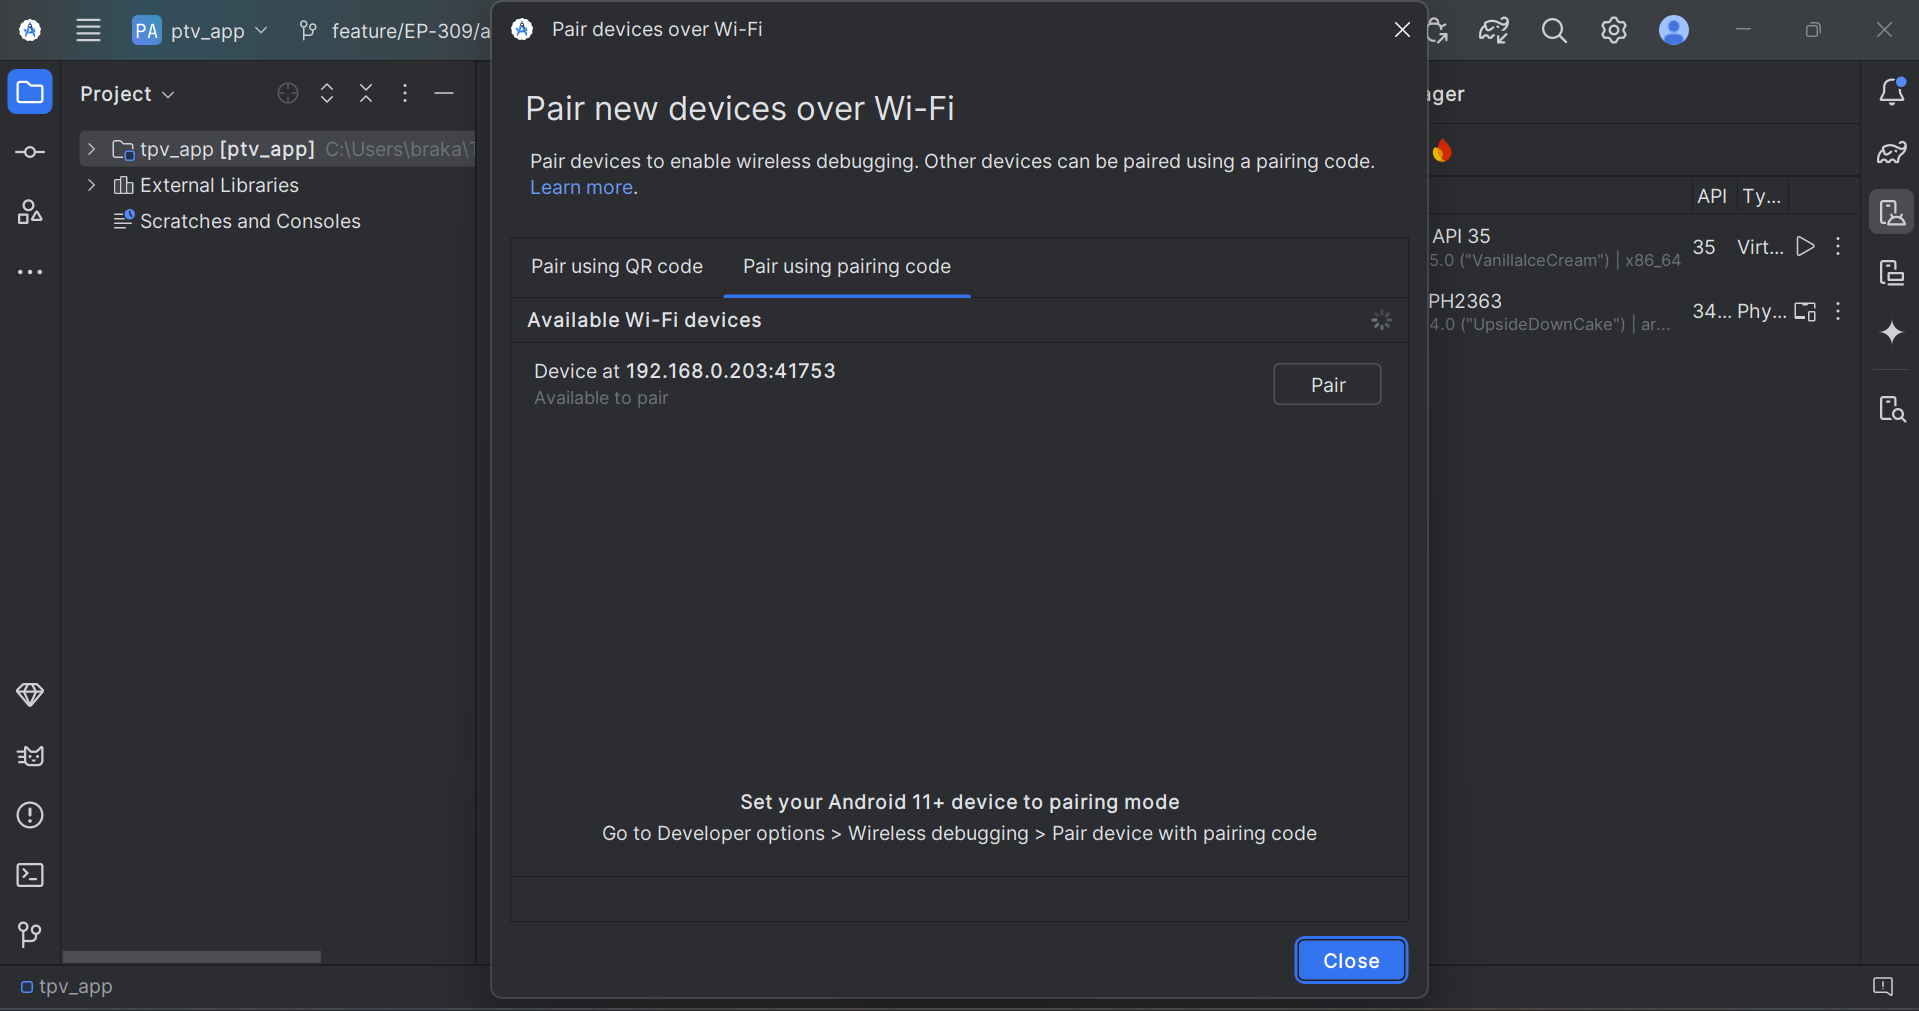 PA ptv_app
feature/EP-309/a
Pair devices over Wi-Fi
Project
tpv_app [ptv_app] C:\Users\braka\
External Libraries
Scratches and Consoles
Pair new devices over Wi-Fi
Pair devices to enable wireless debugging. Other devices can be paired using a pairing code.
Learn more.
Pair using QR code
Pair using pairing code
Available Wi-Fi devices
Device at 192.168.0.203:41753
Available to pair
Pair
Set your Android 11+ device to pairing mode
Go to Developer options > Wireless debugging > Pair device with pairing code
Close
ager
API Ty...
API 35
5.0 ("VanillaIceCream") | x86_64
35 Virt...
PH2363
4.0 ("UpsideDownCake") | ar...
34... Phy...
tpv_app